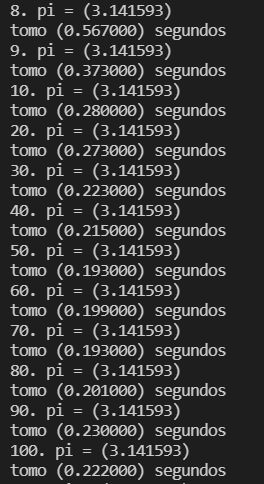 8. pi = (3.141593)
tomo (0.567000) segundos
9. pi = (3.141593)
tomo (0.373000) segundos
10. pi = (3.141593)
tomo (0.280000) segundos
20. pi = (3.141593)
tomo (0.273000) segundos
30. pi = (3.141593)
tomo (0.223000) segundos
40. pi = (3.141593)
tomo (0.215000) segundos
50. pi = (3.141593)
tomo (0.193000) segundos
60. pi = (3.141593)
tomo (0.199000) segundos
70. pi = (3.141593)
tomo (0.193000) segundos
80. pi = (3.141593)
tomo (0.201000) segundos
90. pi = (3.141593)
tomo (0.230000) segundos
100. pi = (3.141593)
tomo (0.222000) segundos